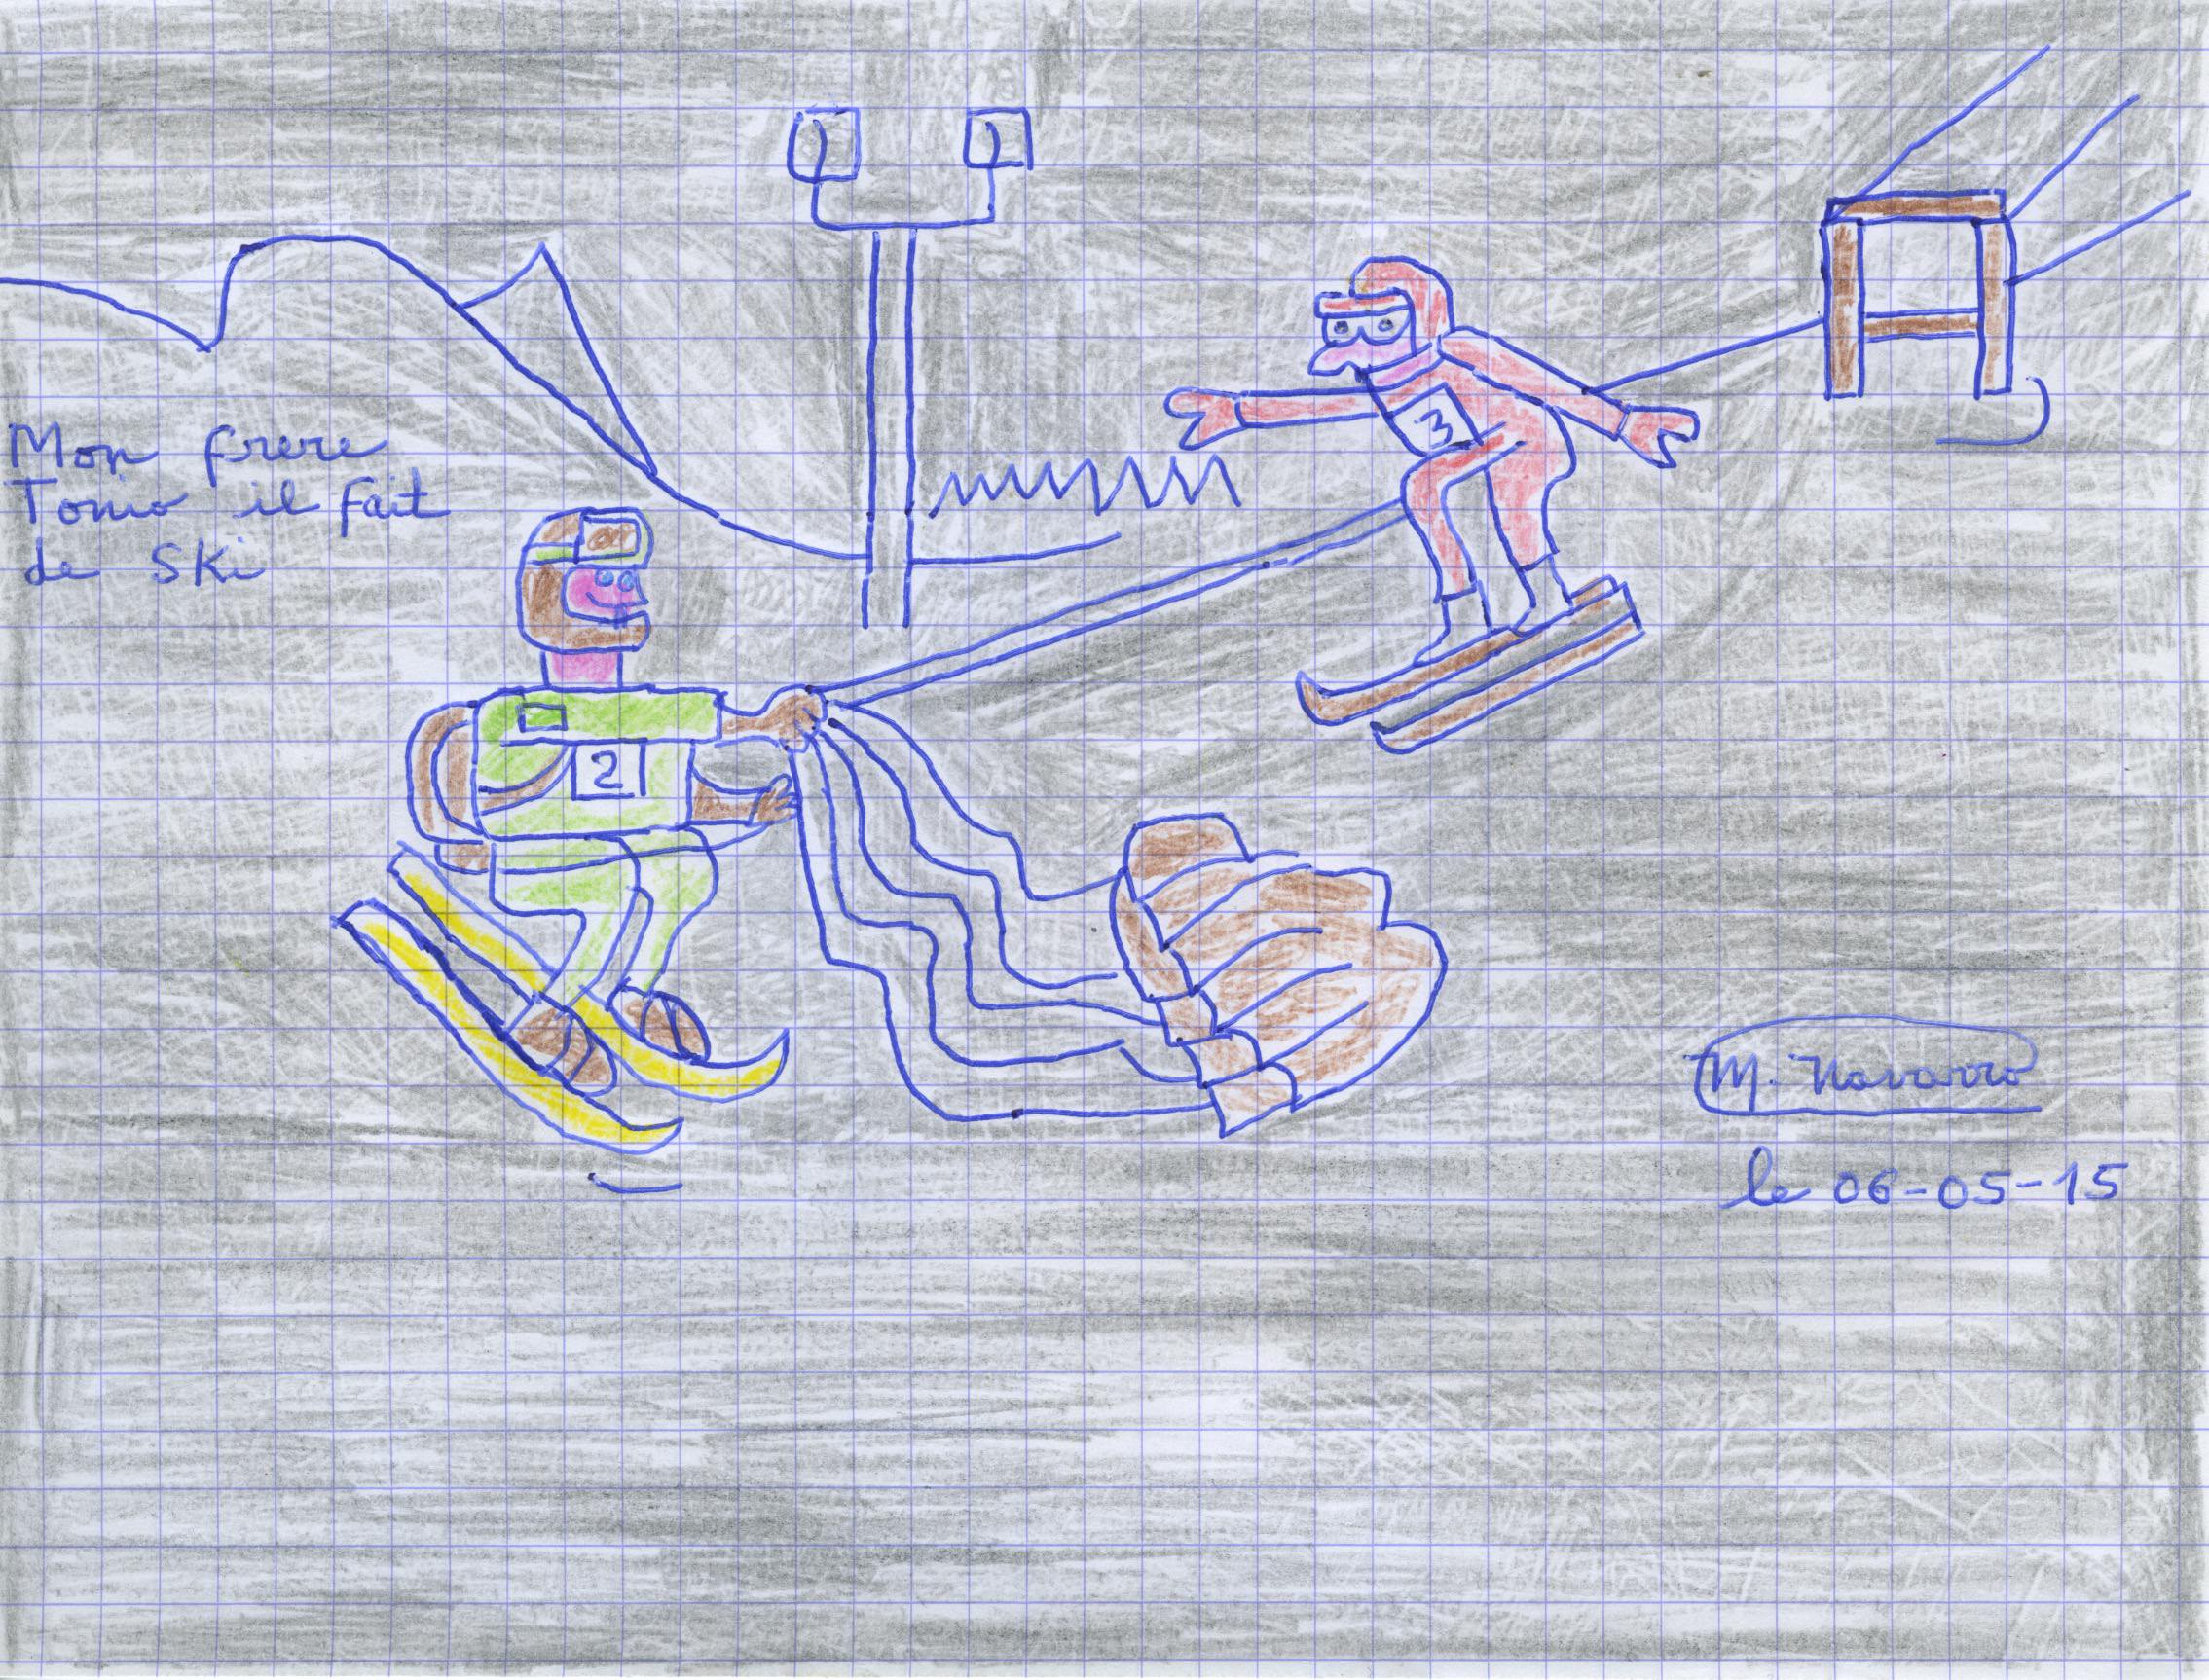 Mon frere
Tonio il fait
de Ski
3
2
M. Navarro
le 06-05-15